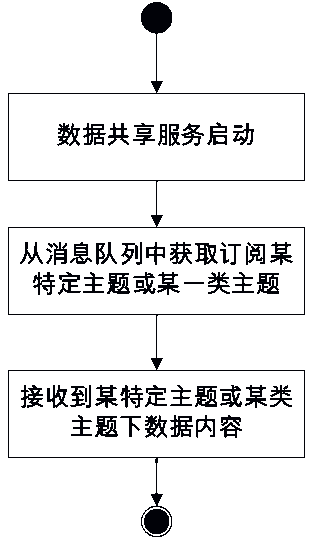 数据共享服务启动
从消息队列中获取订阅某
特定主题或某一类主题
接收到某特定主题或某类
主题下数据内容